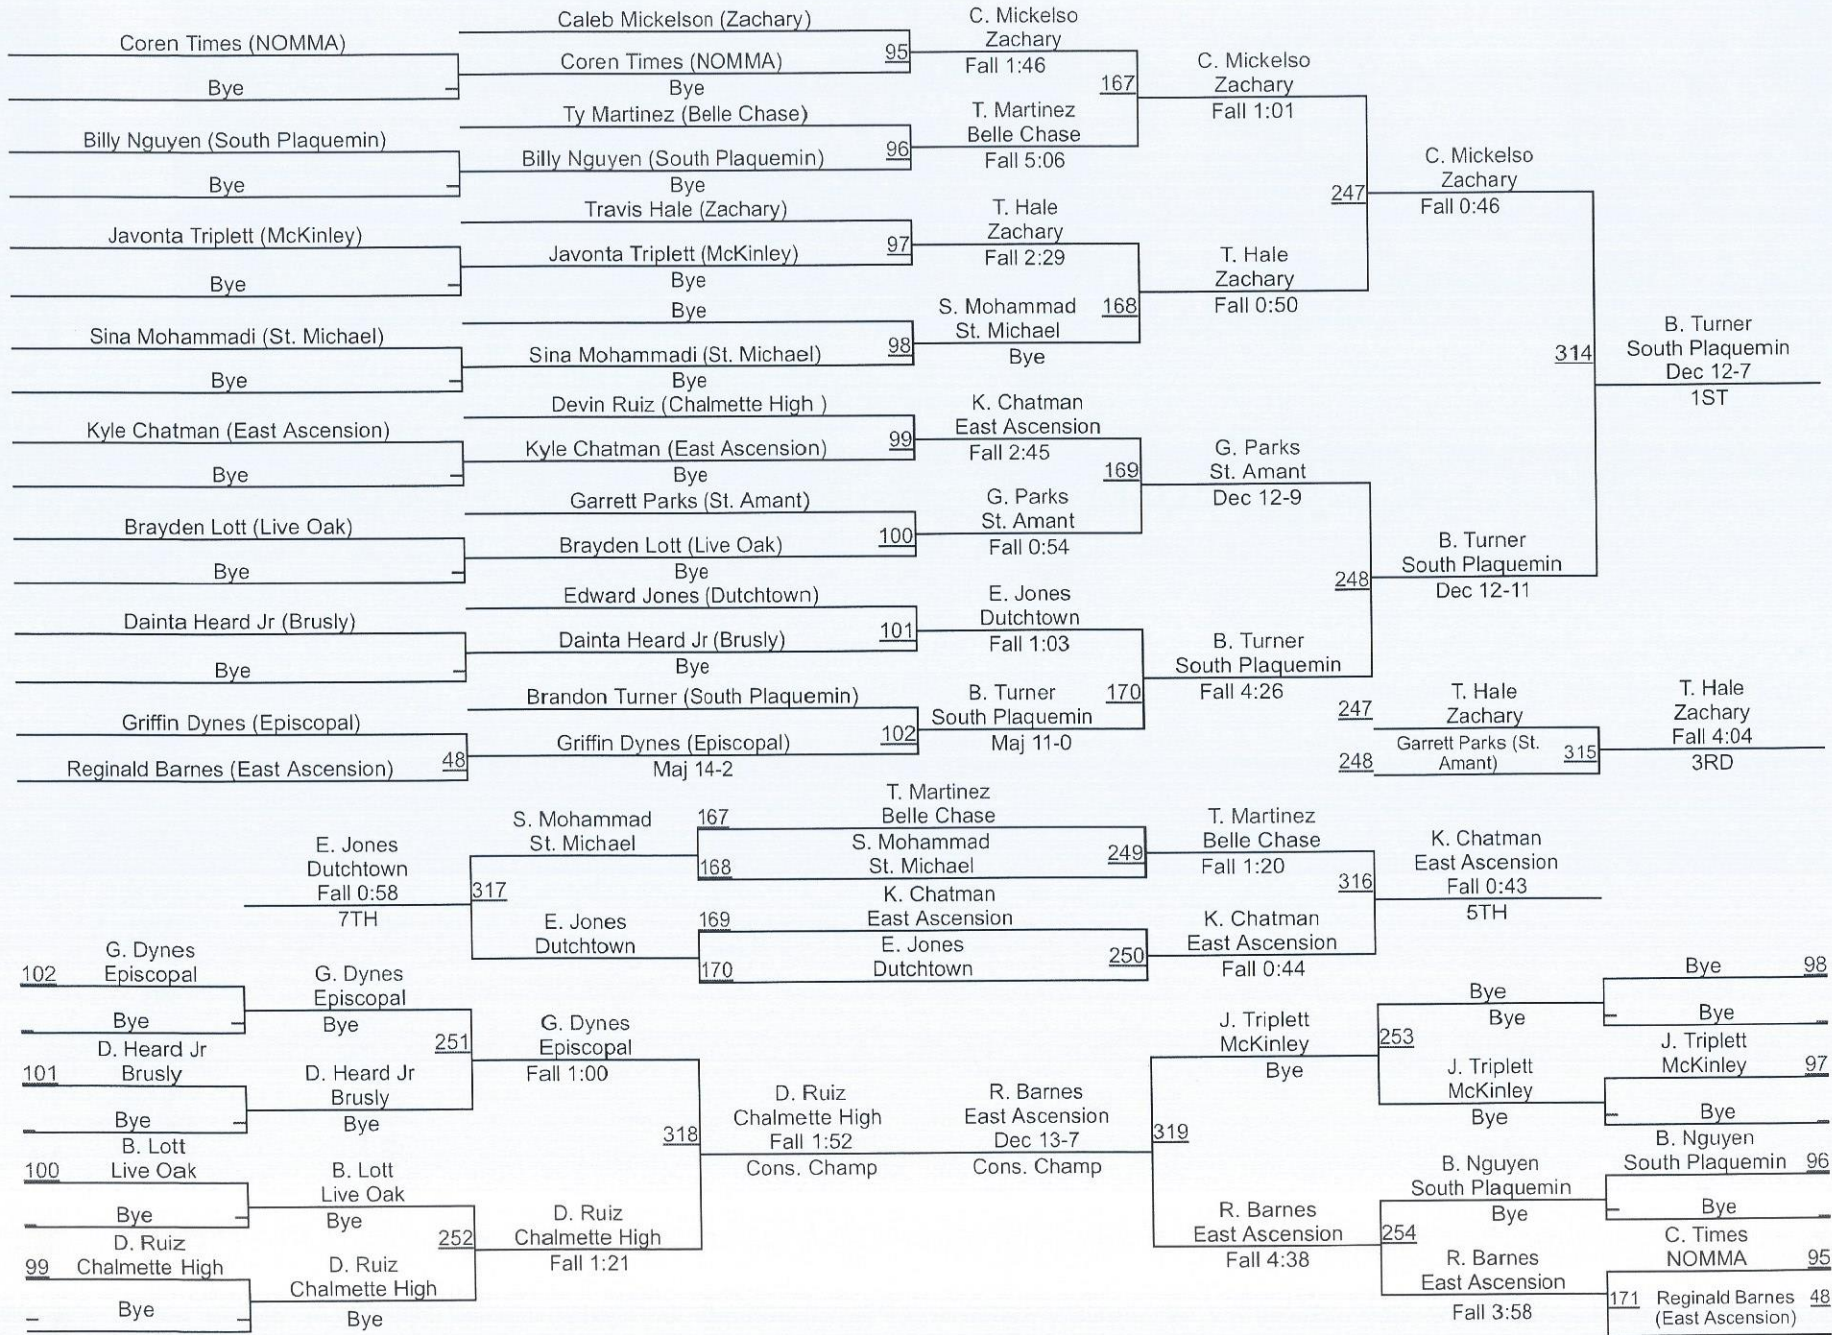 Coren Times (NOMMA)
Bye
Billy Nguyen (South Plaquemin)
Bye
Javonta Triplett (McKinley)
Bye
Sina Mohammadi (St. Michael)
Bye
Kyle Chatman (East Ascension)
Bye
Brayden Lott (Live Oak)
Bye
Dainta Heard Jr (Brusly)
Bye
Griffin Dynes (Episcopal)
Reginald Barnes (East Ascension)
48
Caleb Mickelson (Zachary)
Coren Times (NOMMA)
95
Bye
Ty Martinez (Belle Chase)
Billy Nguyen (South Plaquemin)
96
Bye
Travis Hale (Zachary)
Javonta Triplett (McKinley)
97
Bye
Bye
Sina Mohammadi (St. Michael)
98
Bye
Devin Ruiz (Chalmette High )
Kyle Chatman (East Ascension)
99
Bye
Garrett Parks (St. Amant)
Brayden Lott (Live Oak)
100
Bye
Edward Jones (Dutchtown)
Dainta Heard Jr (Brusly)
101
Bye
Brandon Turner (South Plaquemin)
Griffin Dynes (Episcopal)
102
Maj 14-2
C. Mickelso
Zachary
Fall 1:46
167
T. Martinez
Belle Chase
Fall 5:06
T. Hale
Zachary
Fall 2:29
S. Mohammad
St. Michael
168
Bye
K. Chatman
East Ascension
Fall 2:45
169
G. Parks
St. Amant
Fall 0:54
E. Jones
Dutchtown
Fall 1:03
B. Turner
South Plaquemin
170
Maj 11-0
C. Mickelso
Zachary
Fall 1:01
247
T. Hale
Zachary
Fall 0:50
G. Parks
St. Amant
Dec 12-9
248
B. Turner
South Plaquemin
Fall 4:26
C. Mickelso
Zachary
Fall 0:46
314
B. Turner
South Plaquemin
Dec 12-11
B. Turner
South Plaquemin
Dec 12-7
1ST
247
T. Hale
Zachary
248
Garrett Parks (St.
Amant)
315
T. Hale
Zachary
Fall 4:04
3RD
E. Jones
Dutchtown
Fall 0:58
7TH
317
S. Mohammad
St. Michael
E. Jones
Dutchtown
167
T. Martinez
Belle Chase
168
S. Mohammad
St. Michael
249
169
K. Chatman
East Ascension
170
E. Jones
Dutchtown
250
T. Martinez
Belle Chase
Fall 1:20
316
K. Chatman
East Ascension
Fall 0:44
K. Chatman
East Ascension
Fall 0:43
5TH
102
G. Dynes
Episcopal
Bye
101
D. Heard Jr
Brusly
Bye
100
B. Lott
Live Oak
Bye
99
D. Ruiz
Chalmette High
Bye
G. Dynes
Episcopal
Bye
251
D. Heard Jr
Brusly
Bye
B. Lott
Live Oak
Bye
252
D. Ruiz
Chalmette High
Bye
G. Dynes
Episcopal
Fall 1:00
318
D. Ruiz
Chalmette High
Fall 1:21
D. Ruiz
Chalmette High
Fall 1:52
Cons. Champ
R. Barnes
East Ascension
Dec 13-7
Cons. Champ
319
J. Triplett
McKinley
Bye
R. Barnes
East Ascension
Fall 4:38
253
Bye
Bye
J. Triplett
McKinley
Bye
254
B. Nguyen
South Plaquemin
Bye
R. Barnes
East Ascension
Fall 3:58
Bye
98
Bye
J. Triplett
McKinley
97
Bye
B. Nguyen
South Plaquemin
96
Bye
C. Times
NOMMA
95
171
Reginald Barnes
(East Ascension)
48